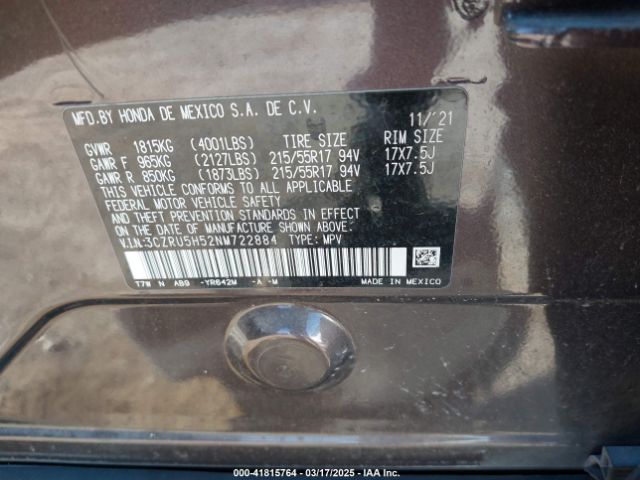 MFD. BY HONDA DE MEXICO S.A. DE C.V. 11/'21
GVWR 1815KG (4001LBS) TIRE SIZE RIM SIZE
GAWR F 965KG (2127LBS) 215/55R17 94V 17X7.5J
GAWR R 850KG (1873LBS) 215/55R17 94V 17X7.5J
THIS VEHICLE CONFORMS TO ALL APPLICABLE
FEDERAL MOTOR VEHICLE SAFETY
AND THEFT PREVENTION STANDARDS IN EFFECT
ON THE DATE OF MANUFACTURE SHOWN ABOVE.
V.I.N:3CZRU5H52NM722884 TYPE: MPV
T7W N AB9 -YR642M -A -M MADE IN MEXICO
000-41815764 - 03/17/2025 - IAA Inc.